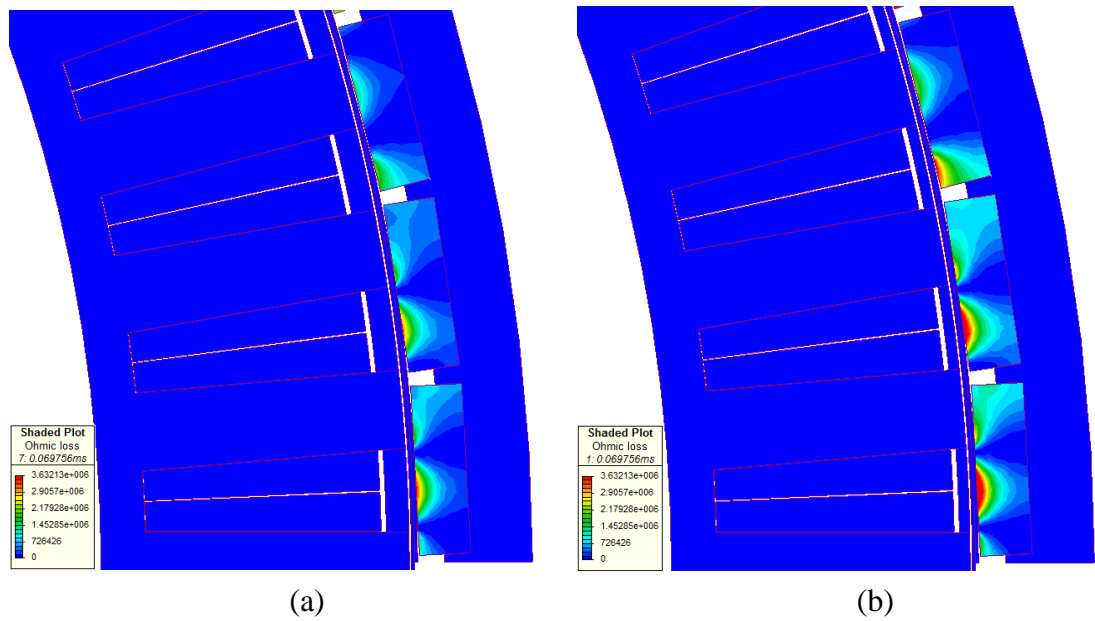 Shaded Plot
Ohmic loss
7: 0.069756ms
3.63213e+006
2.9057e+006
2.17928e+006
1.45285e+006
726426
0
Shaded Plot
Ohmic loss
1: 0.069756ms
3.63213e+006
2.9057e+006
2.17928e+006
1.45285e+006
726426
0
(a)
(b)